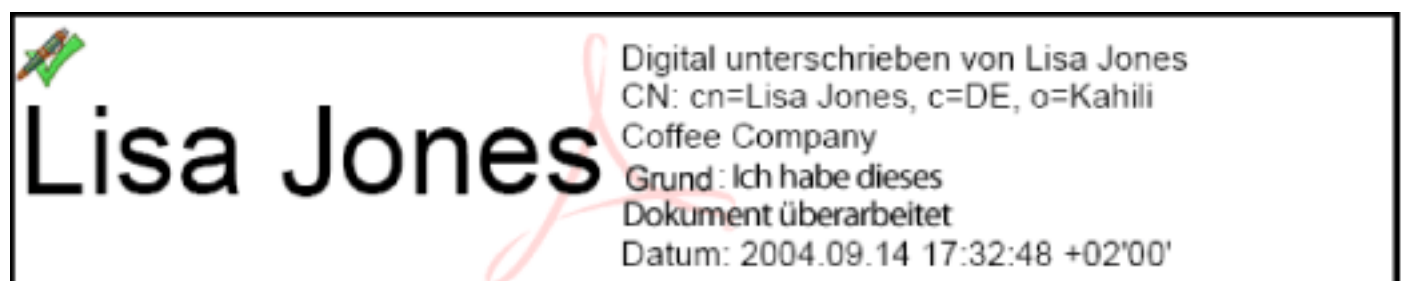 Lisa Jones
Digital unterschrieben von Lisa Jones
CN: cn=Lisa Jones, c=DE, o=Kahili
Coffee Company
Grund: Ich habe dieses
Dokument überarbeitet
Datum: 2004.09.14 17:32:48 +02'00'